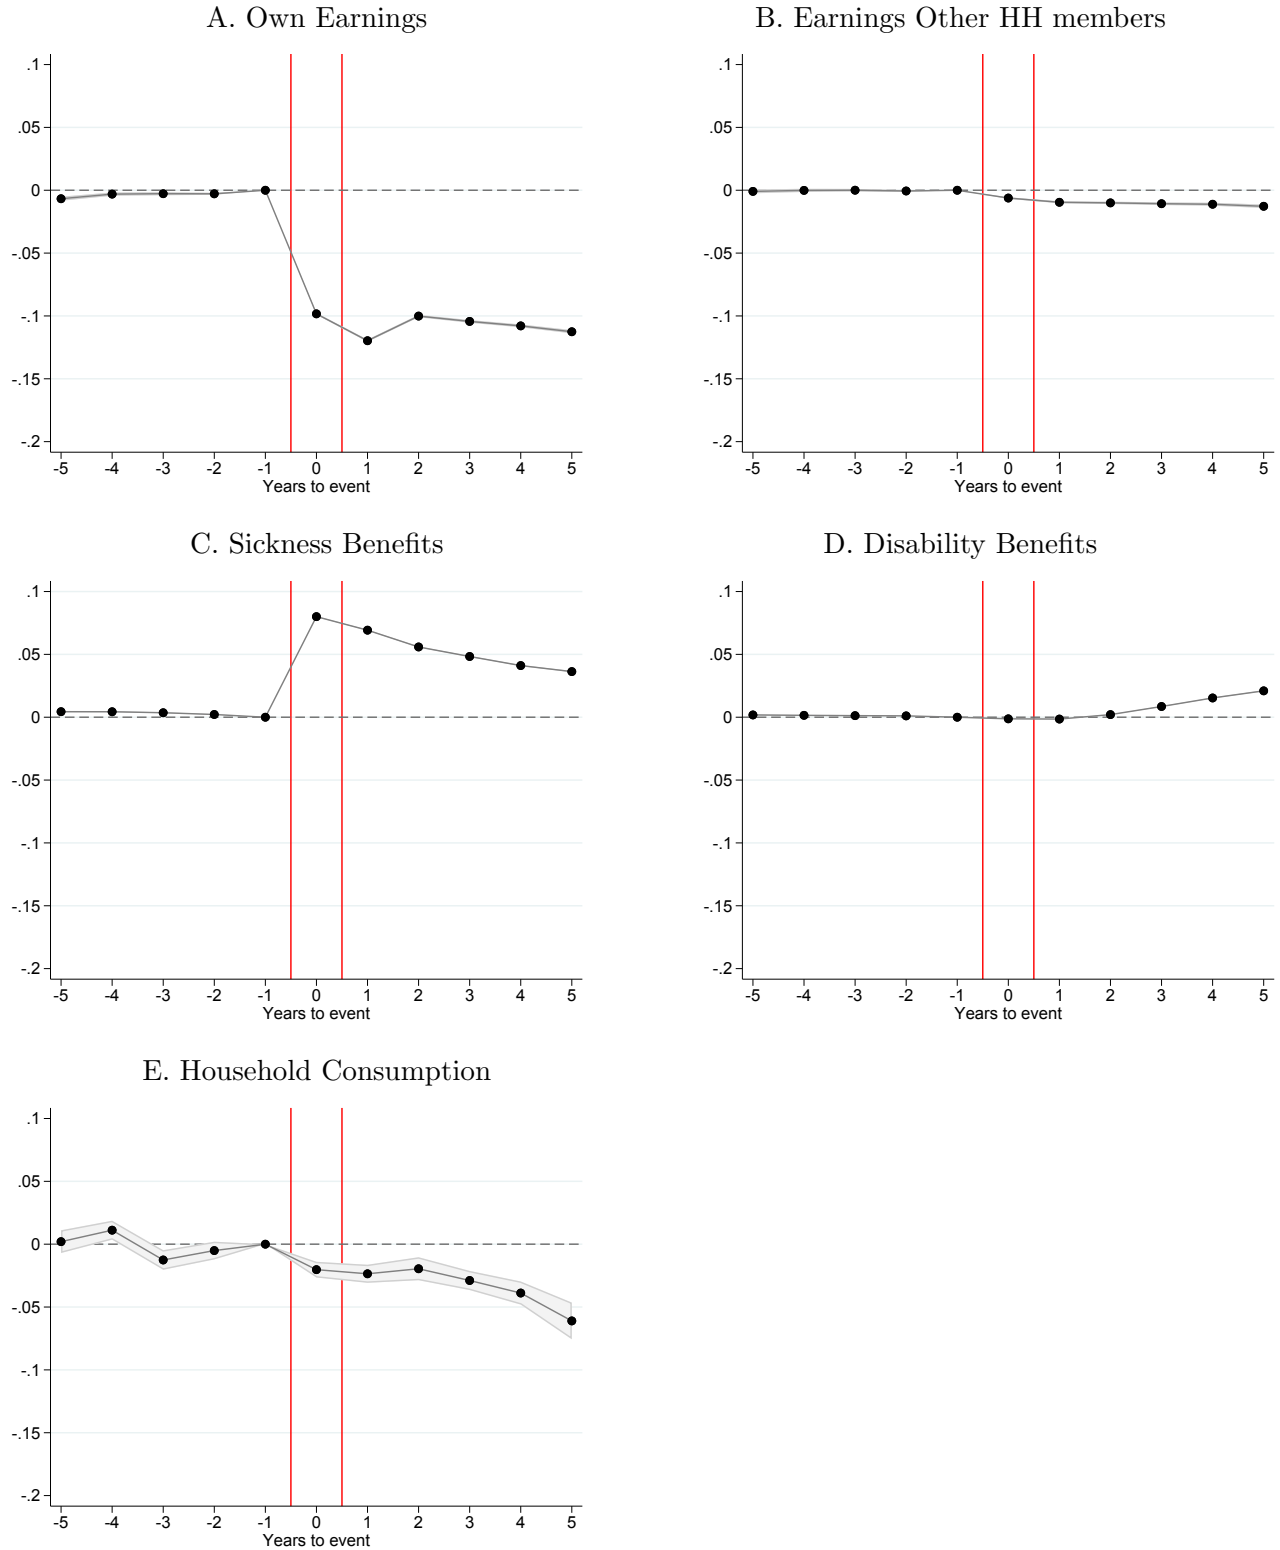 A. Own Earnings
.1
.05
0
-.05
-.1
-.15
-.2
-5 -4 -3 -2 -1 0 1 2 3 4 5
Years to event
B. Earnings Other HH members
.1
.05
0
-.05
-.1
-.15
-.2
-5 -4 -3 -2 -1 0 1 2 3 4 5
Years to event
C. Sickness Benefits
.1
.05
0
-.05
-.1
-.15
-.2
-5 -4 -3 -2 -1 0 1 2 3 4 5
Years to event
D. Disability Benefits
.1
.05
0
-.05
-.1
-.15
-.2
-5 -4 -3 -2 -1 0 1 2 3 4 5
Years to event
E. Household Consumption
.1
.05
0
-.05
-.1
-.15
-.2
-5 -4 -3 -2 -1 0 1 2 3 4 5
Years to event